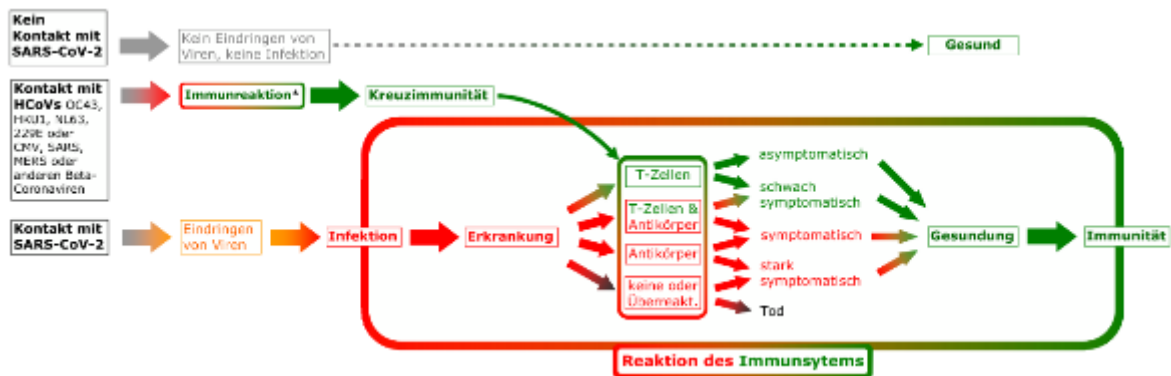 Kein
Kontakt mit
SARS-CoV-2
Kein Eindringen von
Viren, keine Infektion
Gesund
Kontakt mit
HCoVs OC43,
HKU1, NL63,
229E oder
CMV, SARS,
MERS oder
anderen Beta-
Coronaviren
Immunreaktion
Kreuzimmunität
Kontakt mit
SARS-CoV-2
Eindringen
von Viren
Infektion
Erkrankung
T-Zellen
T-Zellen &
Antikörper
Antikörper
keine oder
Überreakt.
asymptomatisch
schwach
symptomatisch
symptomatisch
stark
symptomatisch
Tod
Gesundung
Immunität
Reaktion des Immunsytems